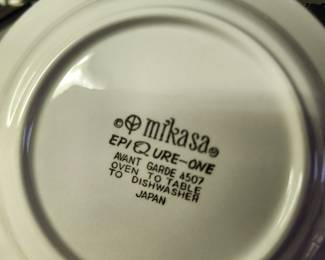 © mikasa®
EPIQURE-ONE
AVANT GARDE 4507
OVEN TO TABLE
TO DISHWASHER
JAPAN